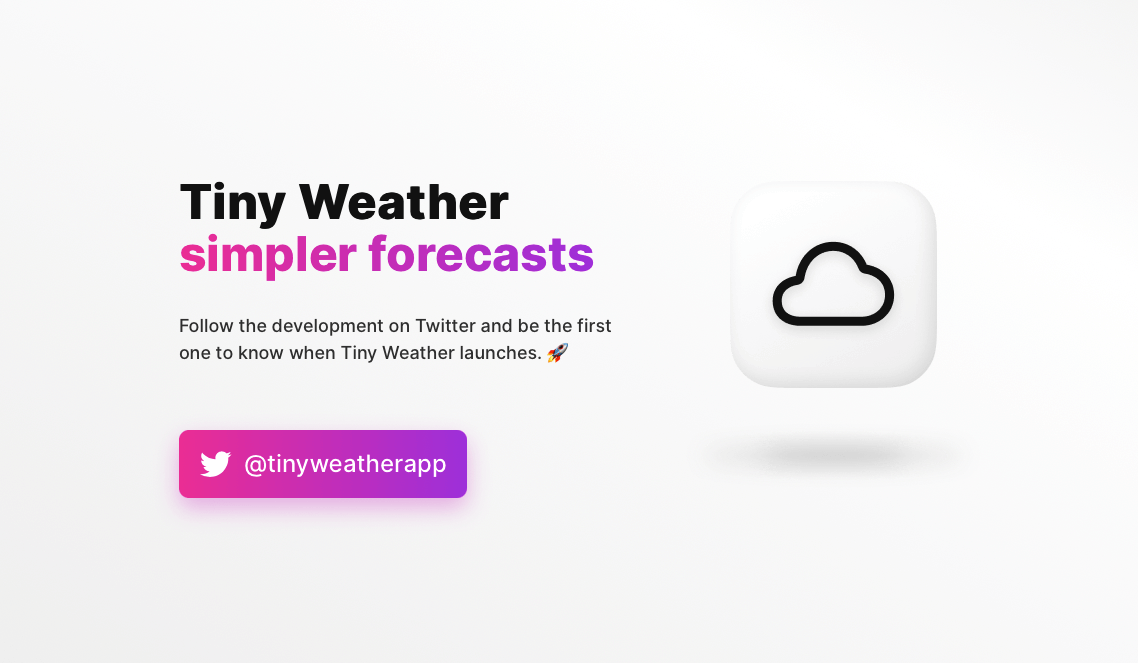 Tiny Weather
simpler forecasts
Follow the development on Twitter and be the first
one to know when Tiny Weather launches. 🚀
@tinyweatherapp